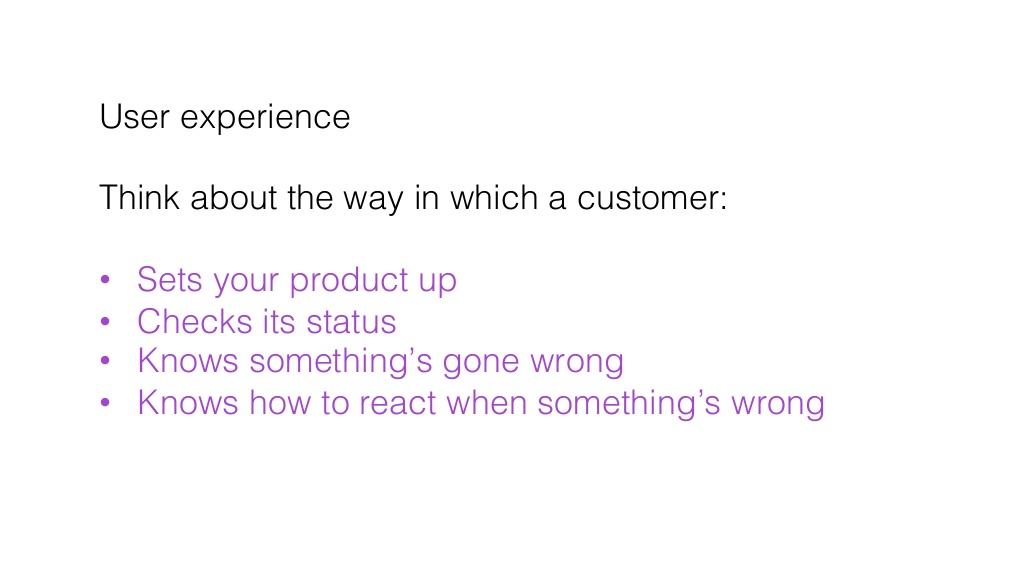 User experience
Think about the way in which a customer:
• Sets your product up
• Checks its status
• Knows something’s gone wrong
• Knows how to react when something’s wrong